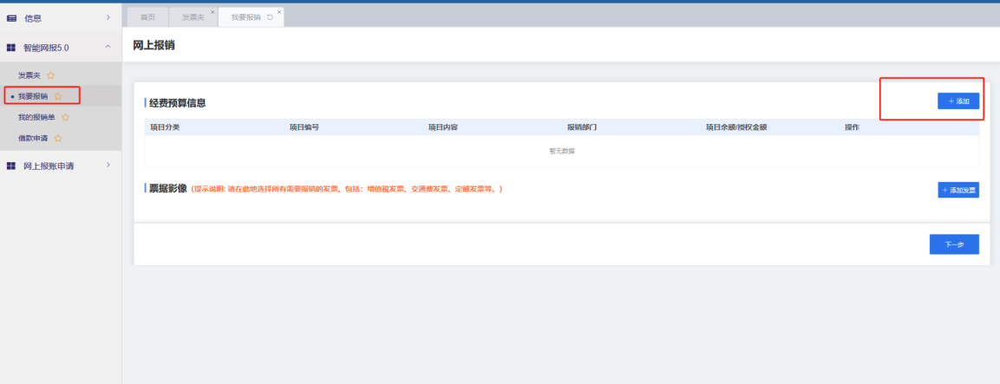 信息
智能网报5.0
发票夹
我要报销
我的报销单
借款申请
网上报账申请
首页 发票夹 × 我要报销 ×
网上报销
经费预算信息
+ 添加
项目分类 项目编号 项目内容 报销部门 项目余额/授权金额 操作
暂无数据
票据影像 (提示说明: 请在此地选择所有需要报销的发票。包括：增值税发票、交通费发票、定额发票等。)
+ 添加发票
下一步